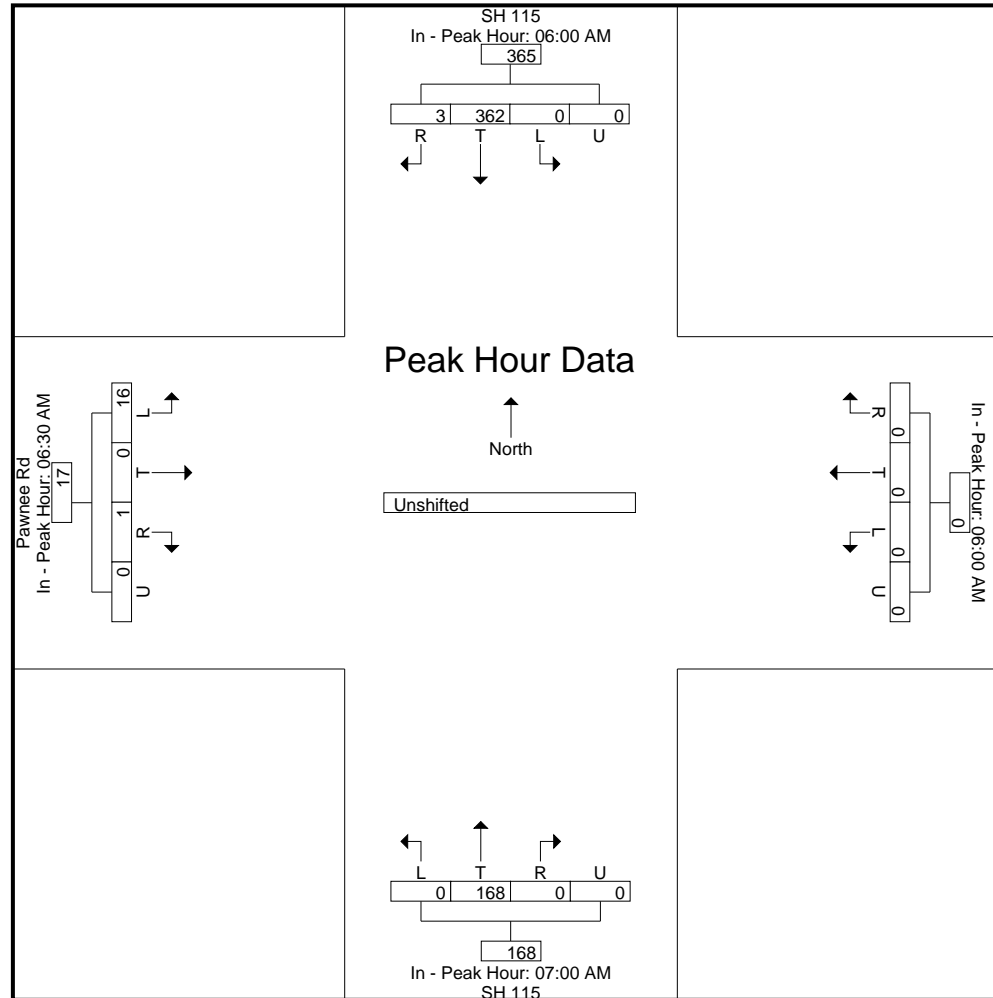 SH 115
In - Peak Hour: 06:00 AM
365
3 362 0 0
R T L U
Peak Hour Data
North
Unshifted
Pawnee Rd
In - Peak Hour: 06:30 AM
17
16 0 1 0
L T R U
In - Peak Hour: 06:00 AM
0
0 0 0 0
R T L U
L T R U
0 168 0 0
168
In - Peak Hour: 07:00 AM
SH 115